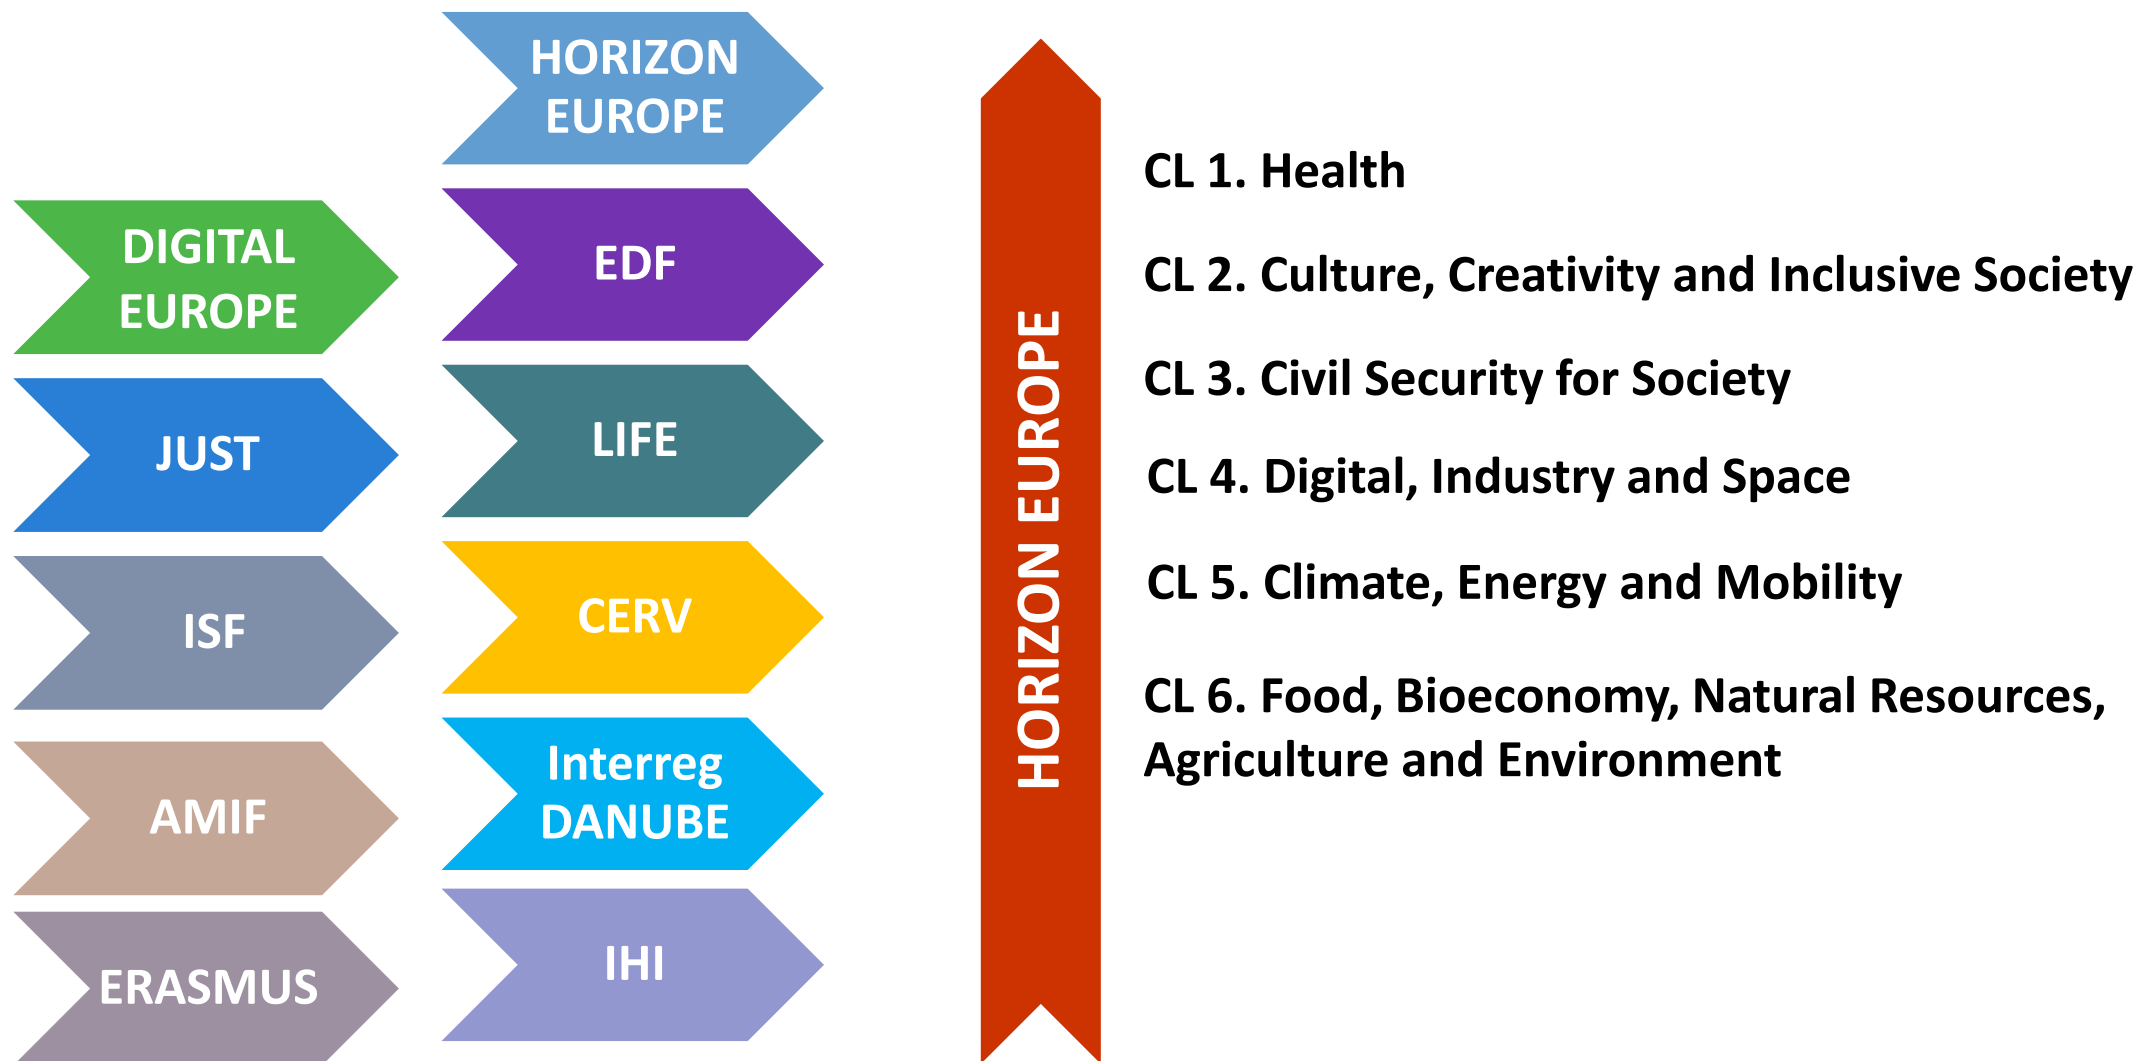 DIGITAL
EUROPE
JUST
ISF
AMIF
ERASMUS
HORIZON
EUROPE
EDF
LIFE
CERV
Interreg
DANUBE
IHI
HORIZON EUROPE
CL 1. Health
CL 2. Culture, Creativity and Inclusive Society
CL 3. Civil Security for Society
CL 4. Digital, Industry and Space
CL 5. Climate, Energy and Mobility
CL 6. Food, Bioeconomy, Natural Resources,
Agriculture and Environment